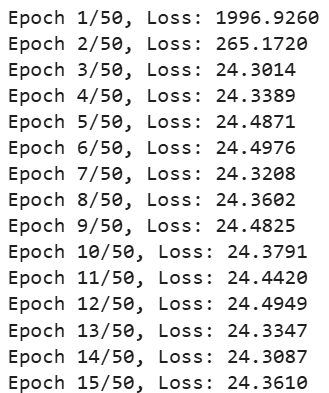 Epoch 1/50, Loss: 1996.9260
Epoch 2/50, Loss: 265.1720
Epoch 3/50, Loss: 24.3014
Epoch 4/50, Loss: 24.3389
Epoch 5/50, Loss: 24.4871
Epoch 6/50, Loss: 24.4976
Epoch 7/50, Loss: 24.3208
Epoch 8/50, Loss: 24.3602
Epoch 9/50, Loss: 24.4825
Epoch 10/50, Loss: 24.3791
Epoch 11/50, Loss: 24.4420
Epoch 12/50, Loss: 24.4949
Epoch 13/50, Loss: 24.3347
Epoch 14/50, Loss: 24.3087
Epoch 15/50, Loss: 24.3610